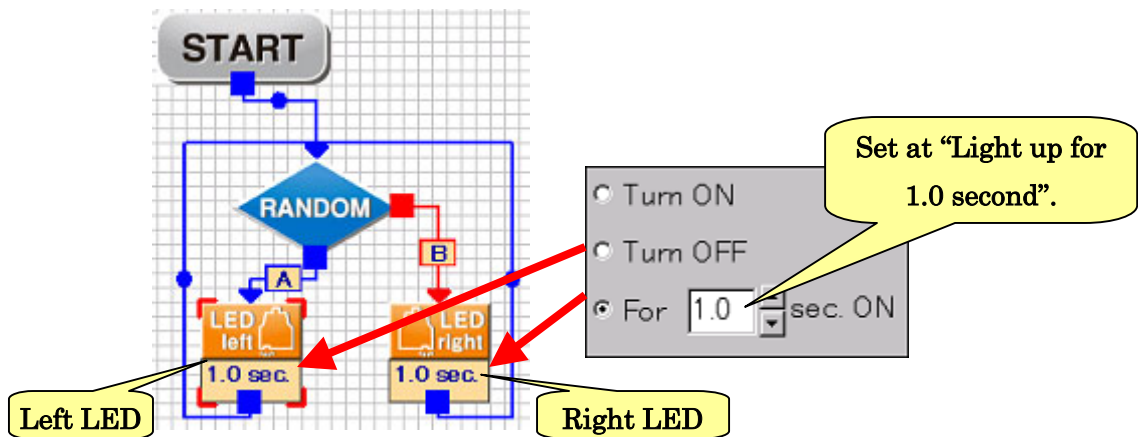 START
RANDOM
A
B
LED
left
1.0 sec.
LED
right
1.0 sec.
Left LED
Right LED
Turn ON
Turn OFF
For 1.0 sec. ON
Set at “Light up for
1.0 second”.